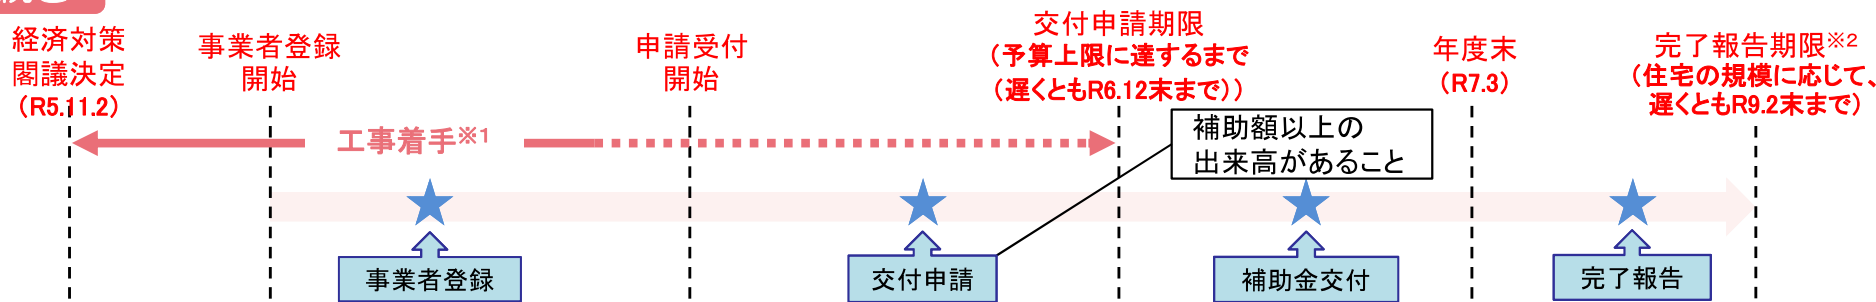 経済対策
閣議決定
(R5.11.2)
事業者登録
開始
申請受付
開始
交付申請期限
(予算上限に達するまで
(遅くともR6.12末まで))
年度末
(R7.3)
完了報告期限※2
(住宅の規模に応じて、
遅くともR9.2末まで)
工事着手※1
補助額以上の
出来高があること
事業者登録
交付申請
補助金交付
完了報告